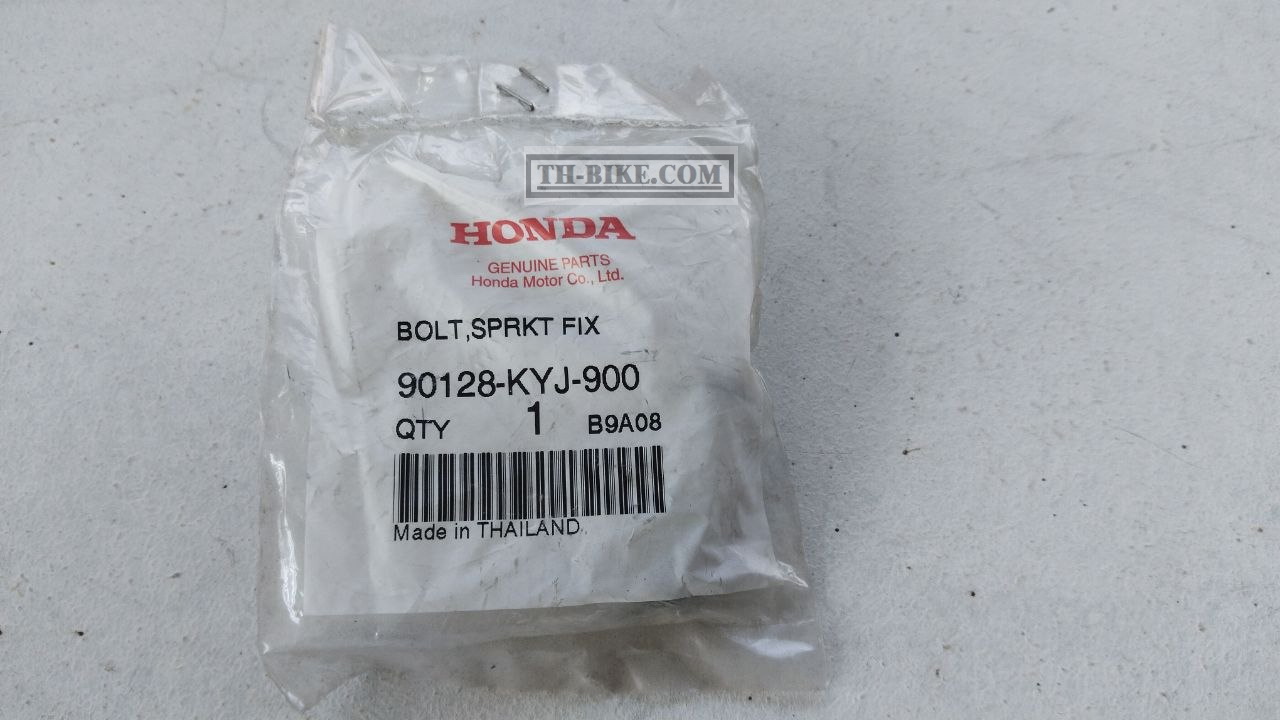 TH-BIKE.COM
HONDA
GENUINE PARTS
Honda Motor Co., Ltd.
BOLT,SPRKT FIX
90128-KYJ-900
QTY 1 B9A08
Made in THAILAND